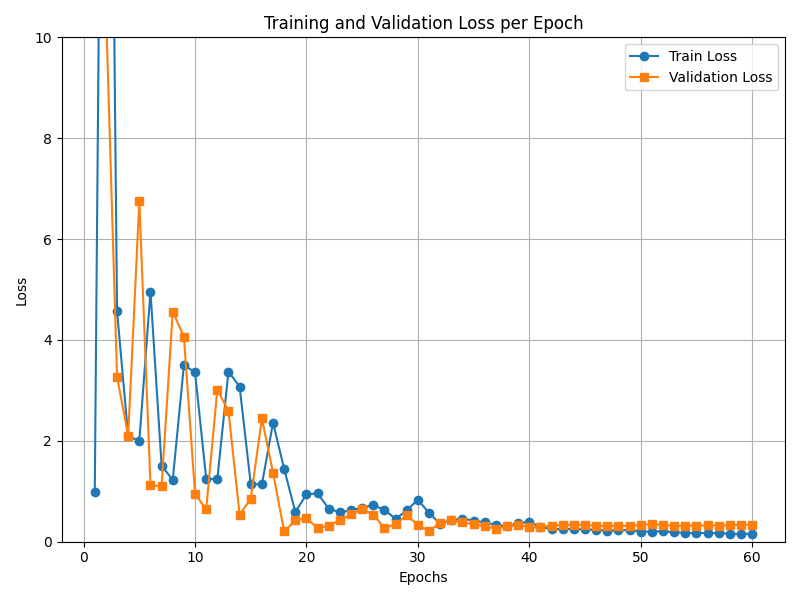 Training and Validation Loss per Epoch
Train Loss
Validation Loss
10
8
6
4
2
0
Loss
0 10 20 30 40 50 60
Epochs